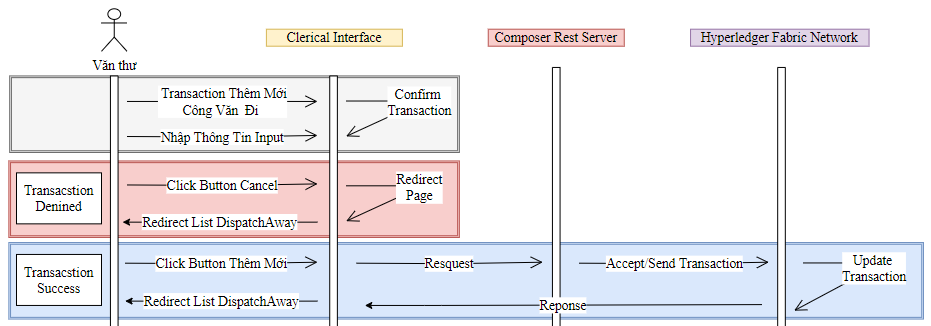 Clerical Interface
Composer Rest Server
Hyperledger Fabric Network
Văn thư
Transaction Thêm Mới
Công Văn Đi
Confirm
Transaction
Nhập Thông Tin Input
Transacstion
Denined
Click Button Cancel
Redirect
Page
Redirect List DispatchAway
Transacstion
Success
Click Button Thêm Mới
Resquest
Accept/Send Transaction
Update
Transaction
Redirect List DispatchAway
Reponse